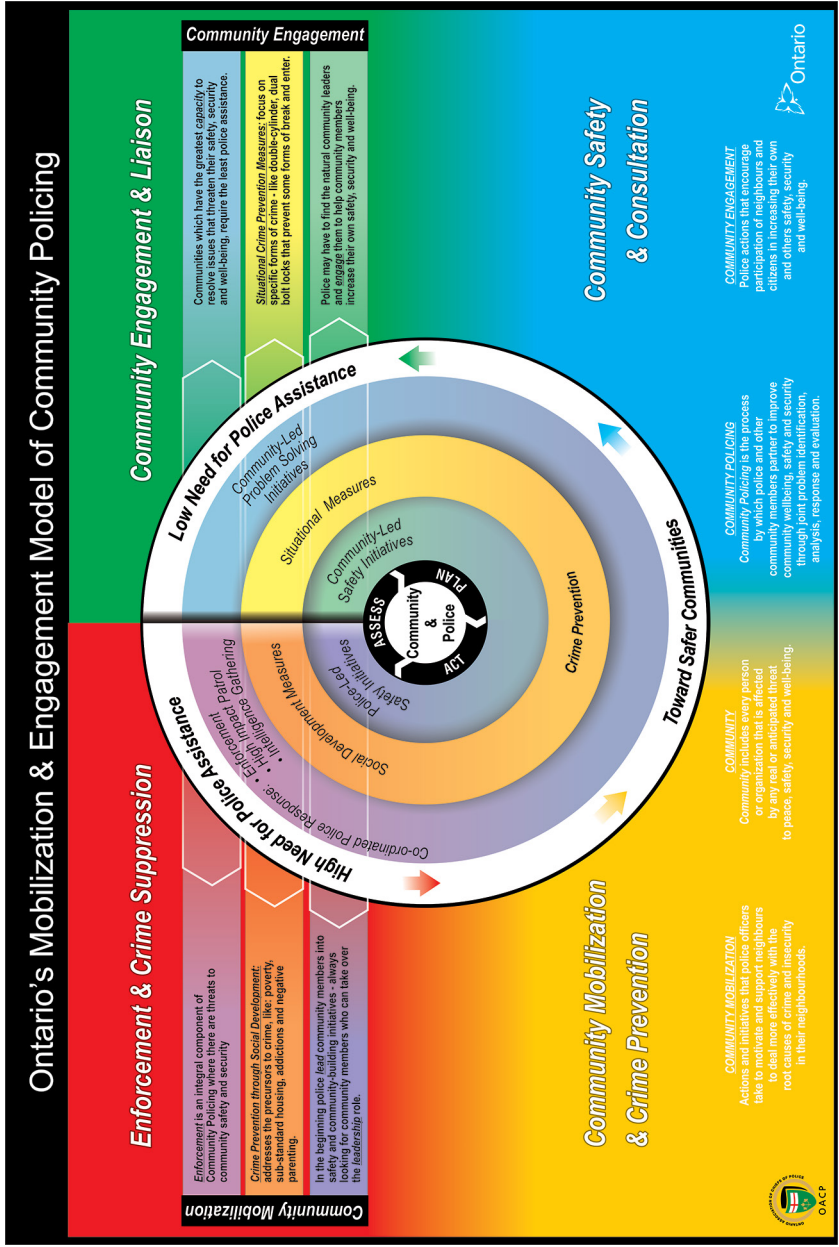 Ontario's Mobilization & Engagement Model of Community Policing
Enforcement & Crime Suppression
Community Engagement & Liaison
Community Mobilization
Enforcement is an integral component of
Community Policing where there are threats to
community safety and security
Crime Prevention through Social Development:
addresses the precursors to crime, like: poverty,
sub-standard housing, addictions and negative
parenting.
In the beginning police lead community members into
safety and community-building initiatives - always
looking for community members who can take over
the leadership role.
Community Engagement
Communities which have the greatest capacity to
resolve issues that threaten their safety, security
and well-being, require the least police assistance.
Situational Crime Prevention Measures: focus on
specific forms of crime - like double-cylinder, dual
bolt locks that prevent some forms of break and enter.
Police may have to find the natural community leaders
and engage them to help community members
increase their own safety, security and well-being.
High Need for Police Assistance
Low Need for Police Assistance
Toward Safer Communities
Co-ordinated Police Response:
• Enforcement
• High Impact Patrol
• Intelligence Gathering
Community-Led
Problem Solving
Initiatives
Social Development Measures
Situational Measures
Crime Prevention
Police-Led
Safety Initiatives
Community-Led
Safety Initiatives
ASSESS
PLAN
ACT
Community
&
Police
Community Mobilization
& Crime Prevention
Community Safety
& Consultation
COMMUNITY MOBILIZATION
Actions and initiatives that police officers
take to motivate and support neighbours
to deal more effectively with the
root causes of crime and insecurity
in their neighbourhoods.
COMMUNITY
Community includes every person
or organization that is affected
by any real or anticipated threat
to peace, safety, security and well-being.
COMMUNITY POLICING
Community Policing is the process
by which police and other
community members partner to improve
community wellbeing, safety and security
through joint problem identification,
analysis, response and evaluation.
COMMUNITY ENGAGEMENT
Police actions that encourage
participation of neighbours and
citizens in increasing their own
and others safety, security
and well-being.
ONTARIO ASSOCIATION OF CHIEFS OF POLICE
OACP
Ontario